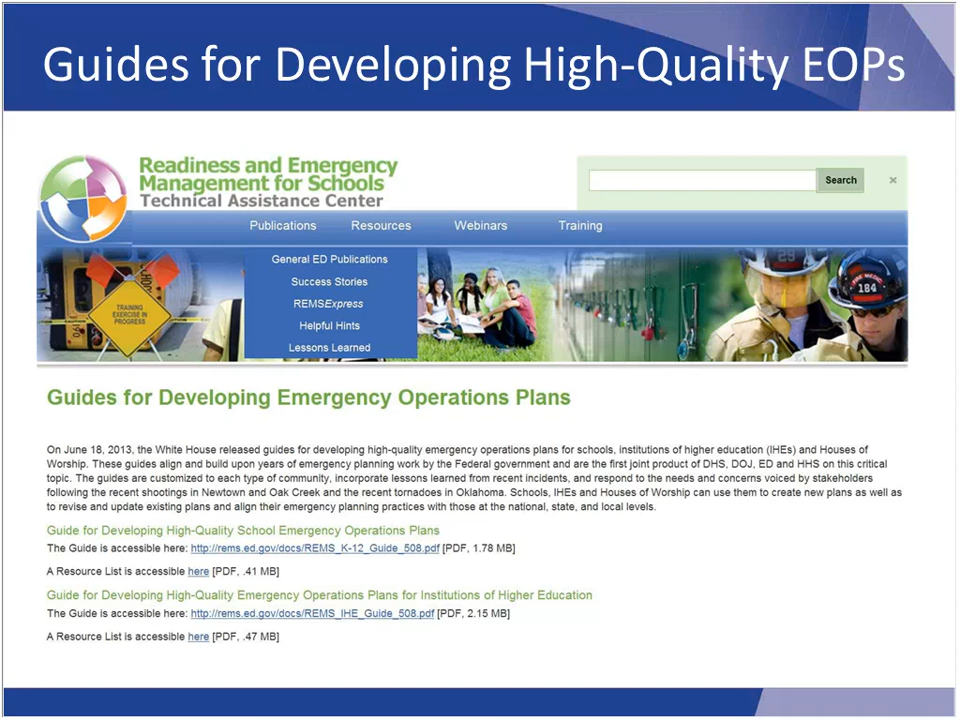 Guides for Developing High-Quality EOPs
Readiness and Emergency
Management for Schools
Technical Assistance Center
Search
×
Publications Resources Webinars Training
General ED Publications
Success Stories
REMSExpress
Helpful Hints
Lessons Learned
SCHOOL
TRAINING
EXERCISE IN
PROGRESS
29
FIRE MEDIC
184
Guides for Developing Emergency Operations Plans
On June 18, 2013, the White House released guides for developing high-quality emergency operations plans for schools, institutions of higher education (IHEs) and Houses of
Worship. These guides align and build upon years of emergency planning work by the Federal government and are the first joint product of DHS, DOJ, ED and HHS on this critical
topic. The guides are customized to each type of community, incorporate lessons learned from recent incidents, and respond to the needs and concerns voiced by stakeholders
following the recent shootings in Newtown and Oak Creek and the recent tornadoes in Oklahoma. Schools, IHEs and Houses of Worship can use them to create new plans as well as
to revise and update existing plans and align their emergency planning practices with those at the national, state, and local levels.
Guide for Developing High-Quality School Emergency Operations Plans
The Guide is accessible here: http://rems.ed.gov/docs/REMS_K-12_Guide_508.pdf [PDF, 1.78 MB]
A Resource List is accessible here [PDF, .41 MB]
Guide for Developing High-Quality Emergency Operations Plans for Institutions of Higher Education
The Guide is accessible here: http://rems.ed.gov/docs/REMS_IHE_Guide_508.pdf [PDF, 2.15 MB]
A Resource List is accessible here [PDF, .47 MB]